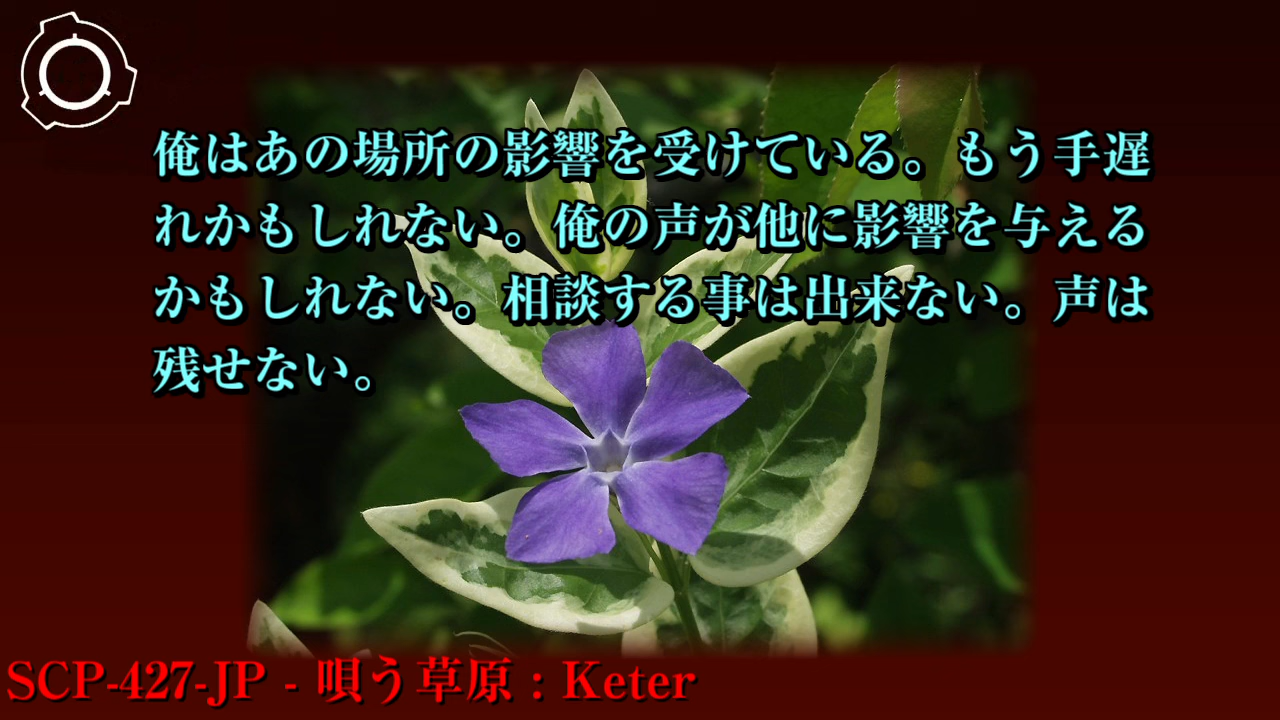 俺はあの場所の影響を受けている。もう手遅
れかもしれない。俺の声が他に影響を与える
かもしれない。相談する事は出来ない。声は
残せない。
SCP-427-JP - 唄う草原：Keter